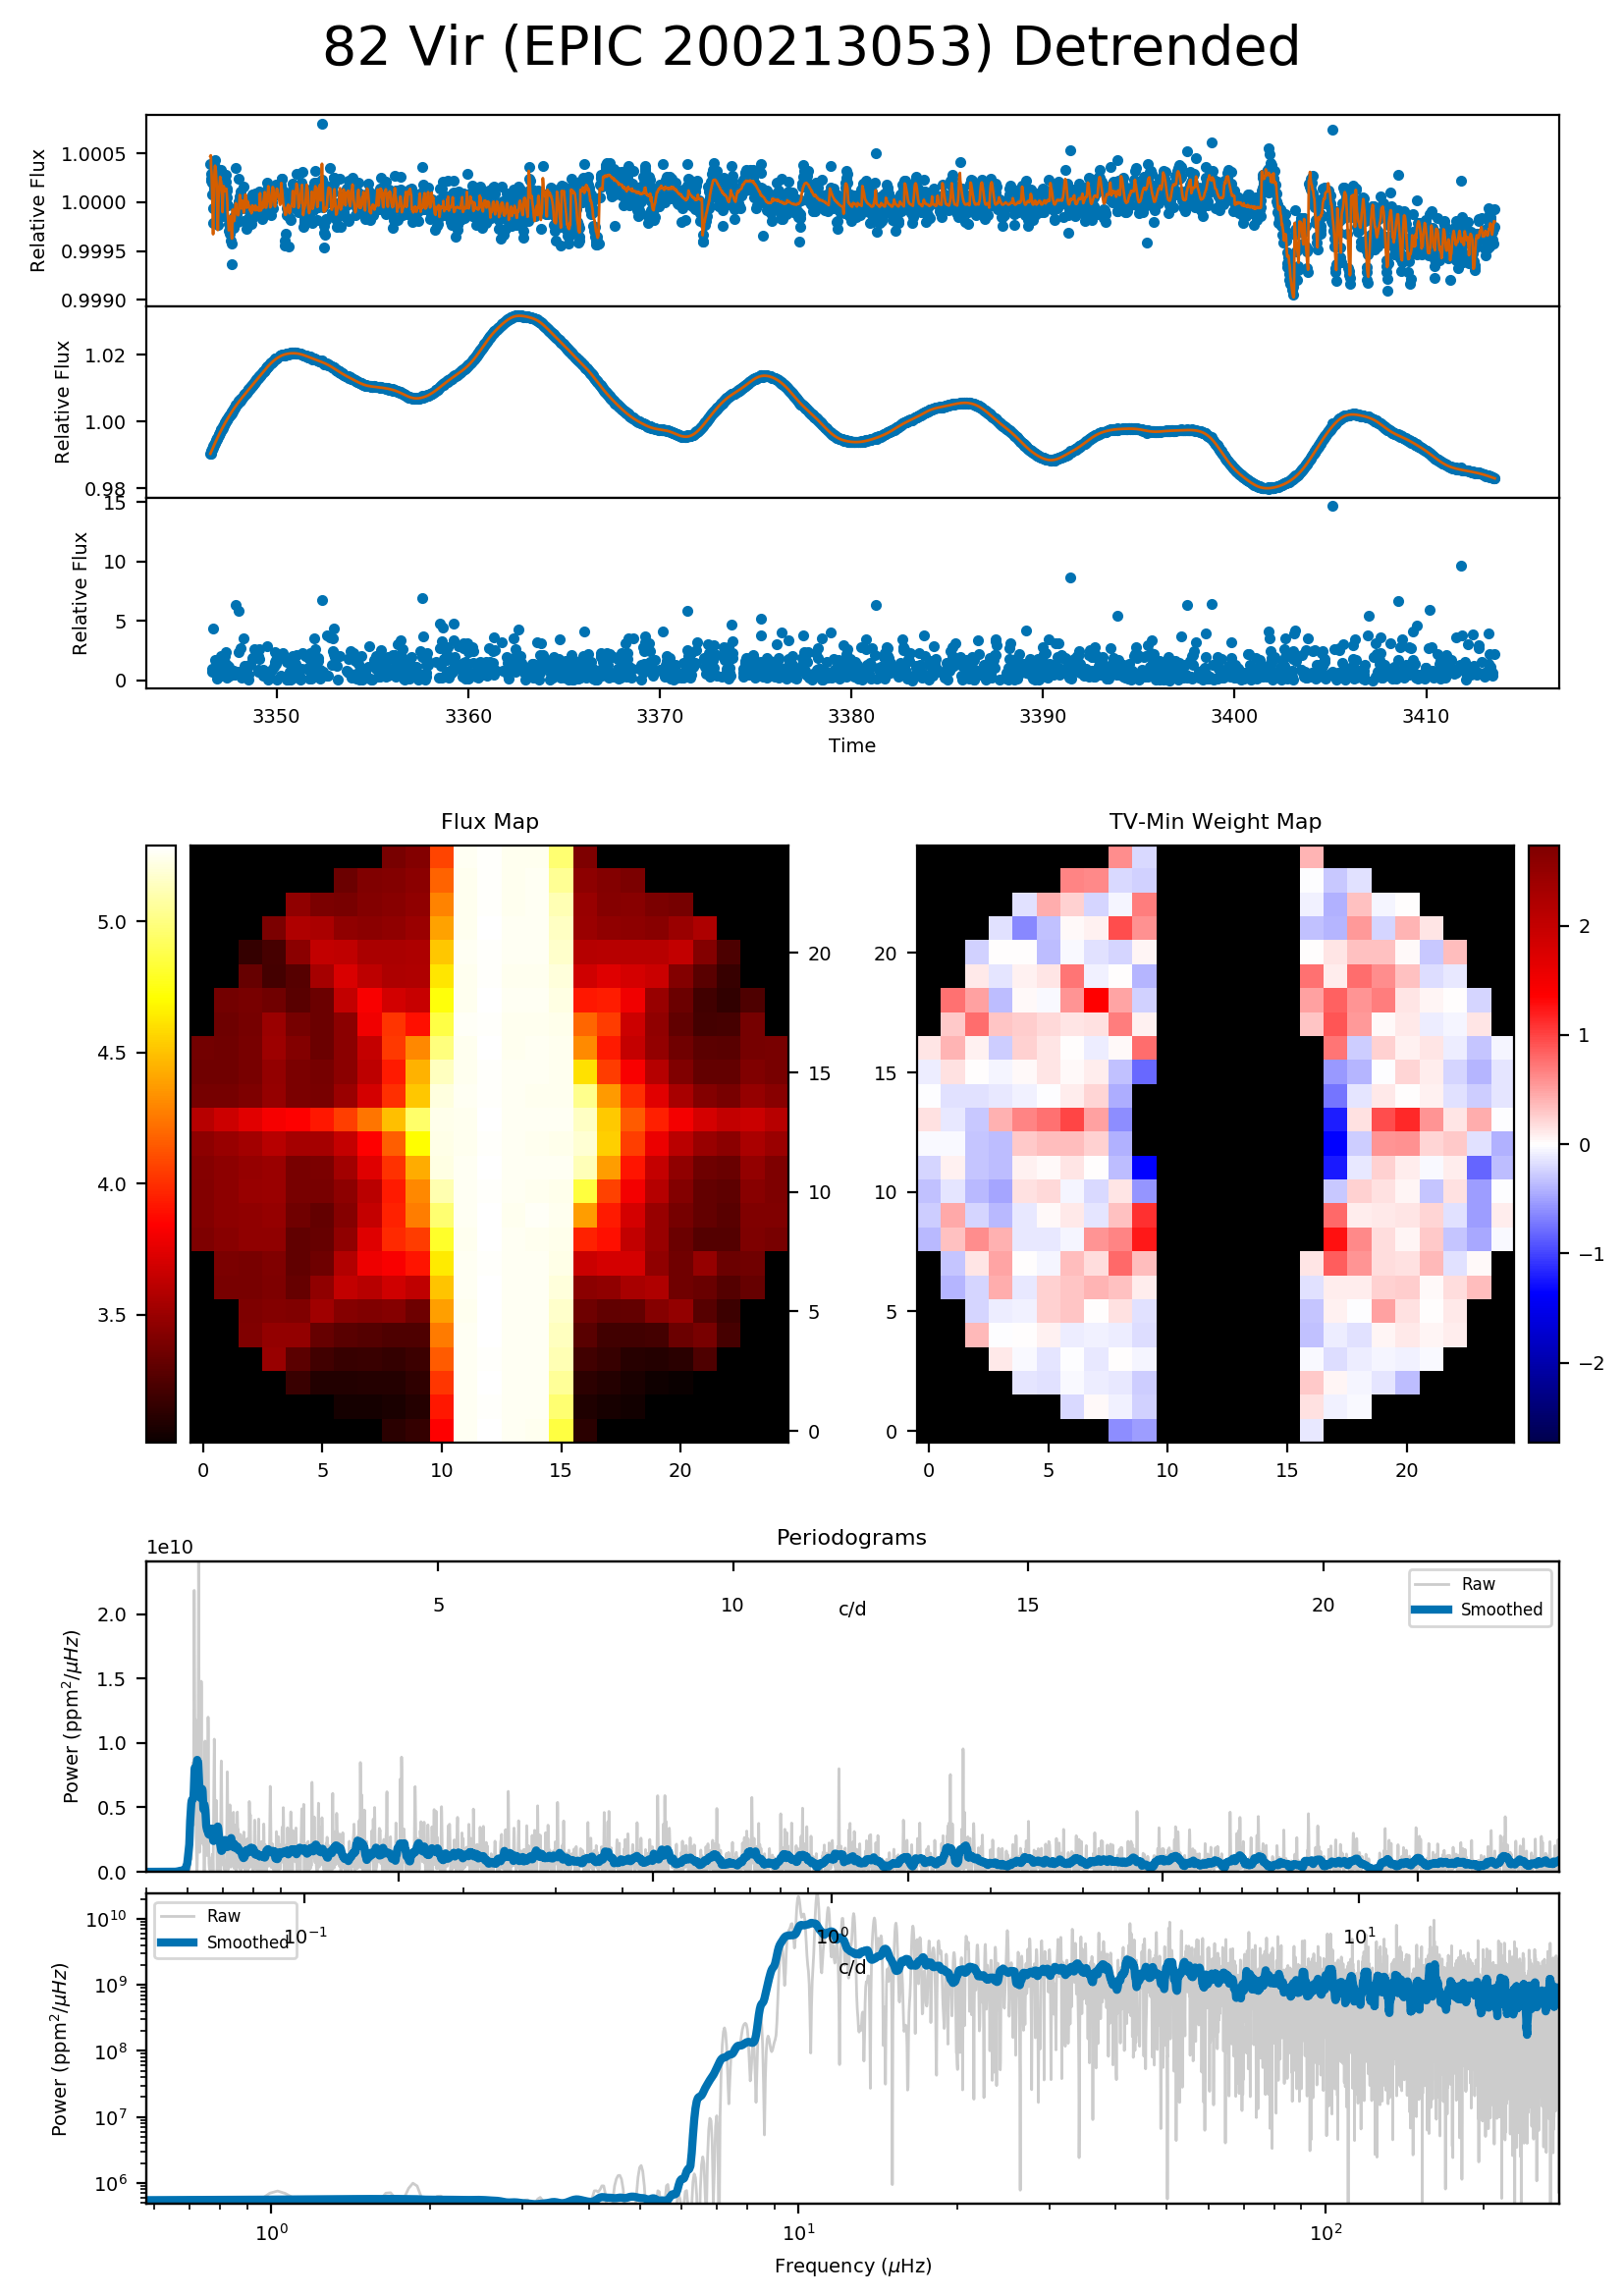 82 Vir (EPIC 200213053) Detrended
1.0005
1.0000
0.9995
0.9990
Relative Flux
1.02
1.00
0.98
Relative Flux
15
10
5
0
Relative Flux
3350 3360 3370 3380 3390 3400 3410
Time
Flux Map
5.0
4.5
4.0
3.5
20
15
10
5
0
0 5 10 15 20
TV-Min Weight Map
20
15
10
5
0
0 5 10 15 20
2
1
0
−1
−2
Periodograms
1e10
5 10 15 20
c/d
Raw
Smoothed
2.0
1.5
1.0
0.5
0.0
Power (ppm²/μHz)
Raw
Smoothed
10⁻¹ 10⁰ 10¹
c/d
10¹⁰
10⁹
10⁸
10⁷
10⁶
Power (ppm²/μHz)
10⁰ 10¹ 10²
Frequency (μHz)